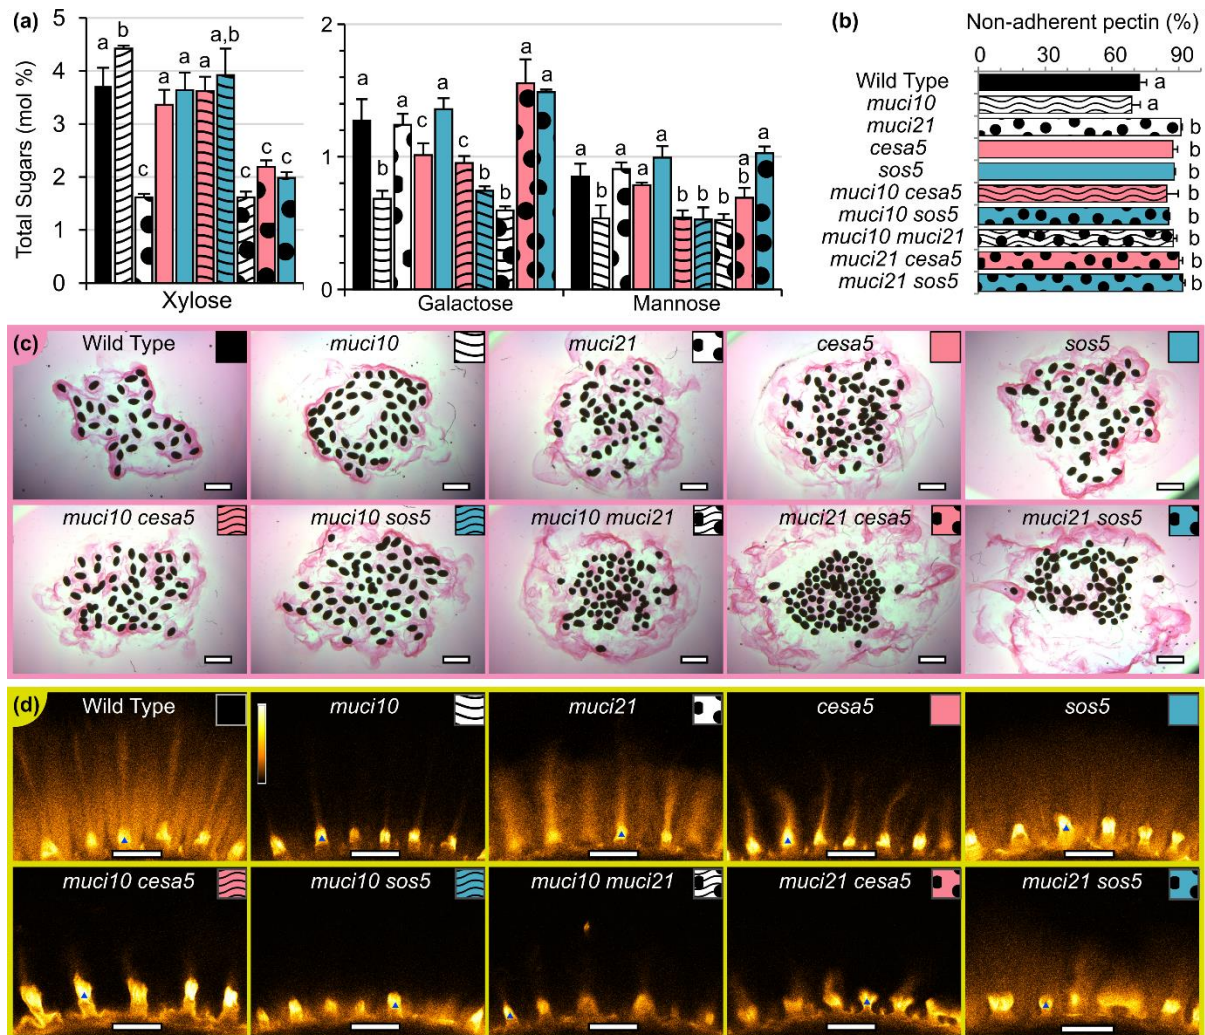 (a)
Total Sugars (mol %)
5
4
3
2
1
0
a b c a a a a,b c c c
Xylose
2
1
0
a b a c a c b b a a
Galactose
a b a a a b b b a b a
Mannose
(b)
Non-adherent pectin (%)
0 30 60 90
Wild Type a
muci10 a
muci21 b
cesa5 b
sos5 b
muci10 cesa5 b
muci10 sos5 b
muci10 muci21 b
muci21 cesa5 b
muci21 sos5 b
(c)
Wild Type muci10 muci21 cesa5 sos5
muci10 cesa5 muci10 sos5 muci10 muci21 muci21 cesa5 muci21 sos5
(d)
Wild Type muci10 muci21 cesa5 sos5
muci10 cesa5 muci10 sos5 muci10 muci21 muci21 cesa5 muci21 sos5